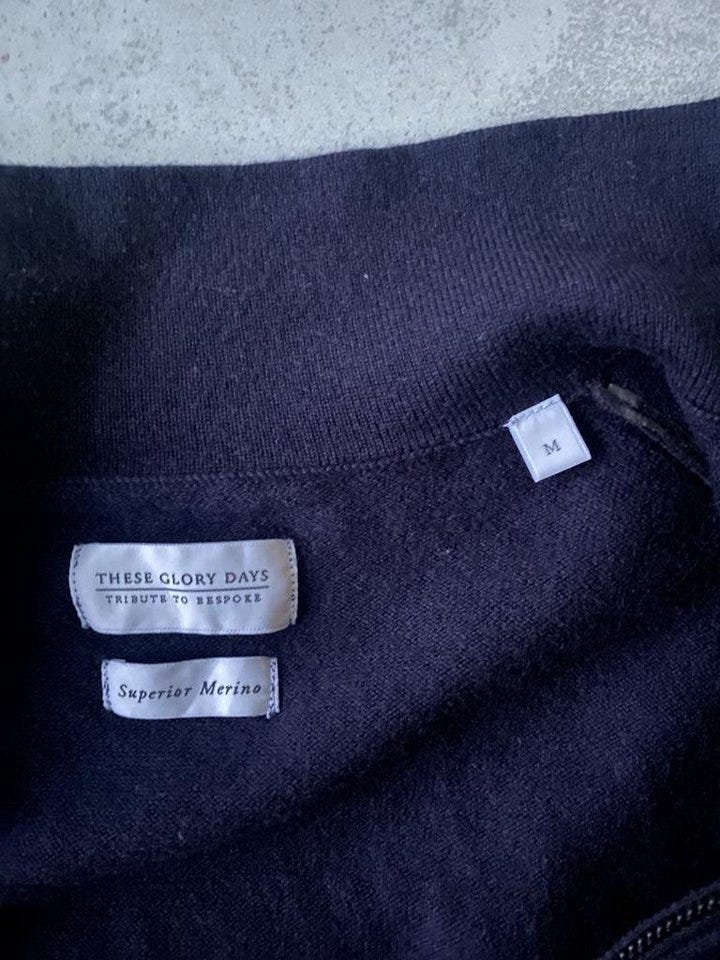 M
THESE GLORY DAYS
TRIBUTE TO BESPOKE
Superior Merino